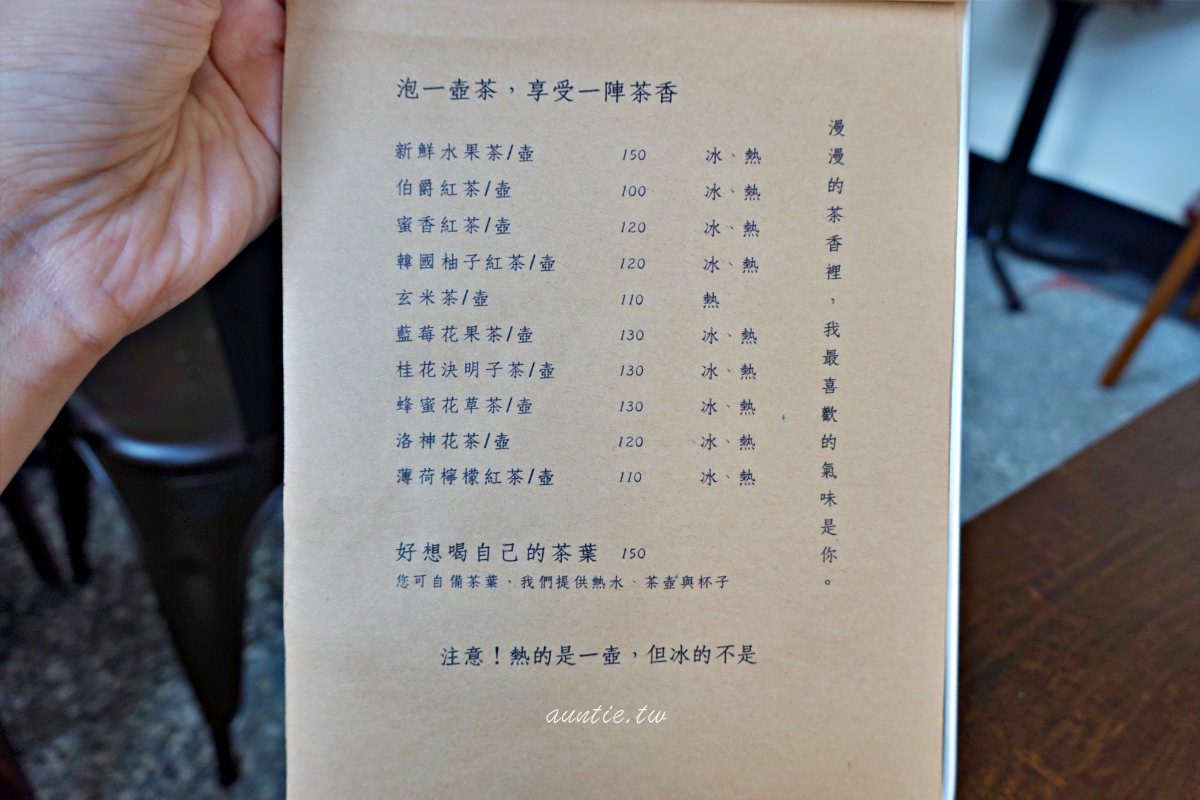 泡一壺茶，享受一陣茶香
新鮮水果茶/壺 150 冰、熱
伯爵紅茶/壺 100 冰、熱
蜜香紅茶/壺 120 冰、熱
韓國柚子紅茶/壺 120 冰、熱
玄米茶/壺 110 熱
藍莓花果茶/壺 130 冰、熱
桂花決明子茶/壺 130 冰、熱
蜂蜜花草茶/壺 130 冰、熱
洛神花茶/壺 120 冰、熱
薄荷檸檬紅茶/壺 110 冰、熱
好想喝自己的茶葉 150
您可自備茶葉，我們提供熱水、茶壺與杯子
注意！熱的是一壺，但冰的不是
漫漫的茶香裡，我最喜歡的氣味是你。
auntie.tw